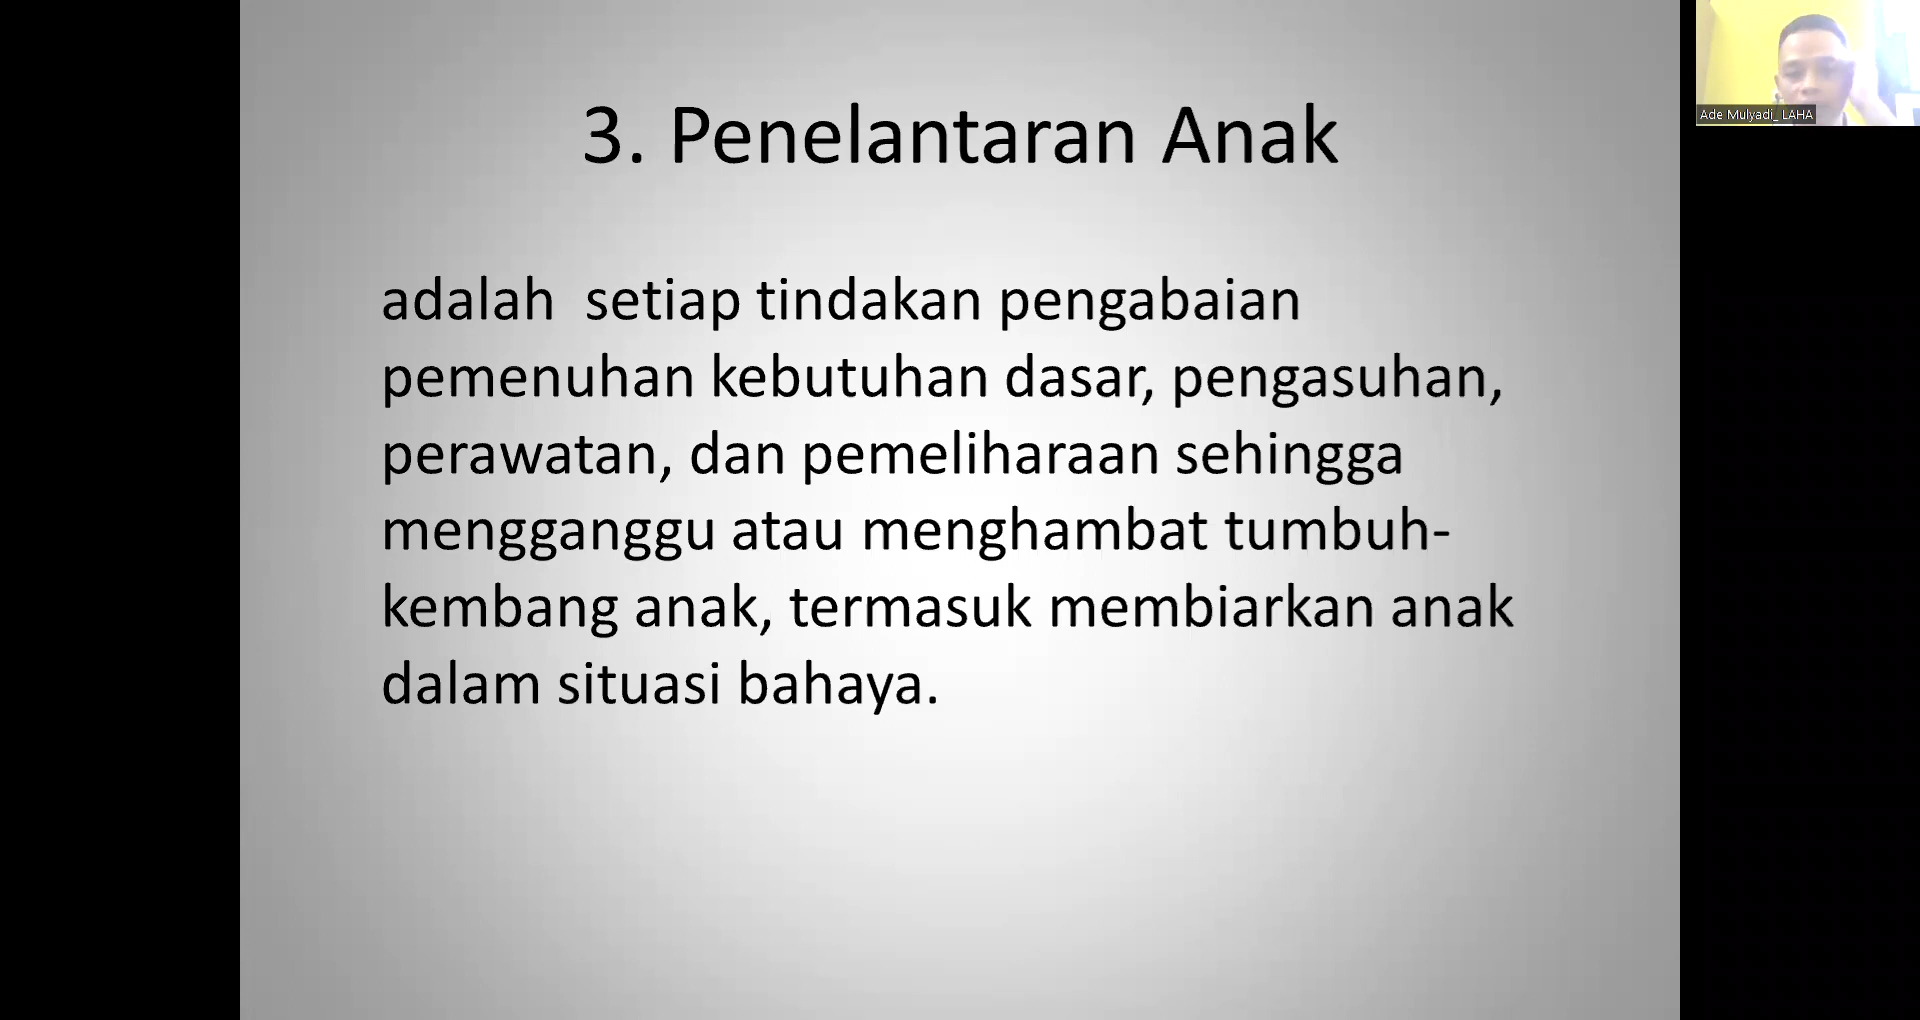 3. Penelantaran Anak
adalah  setiap tindakan pengabaian
pemenuhan kebutuhan dasar, pengasuhan,
perawatan, dan pemeliharaan sehingga
mengganggu atau menghambat tumbuh-
kembang anak, termasuk membiarkan anak
dalam situasi bahaya.
Ade Mulyadi_ LAHA